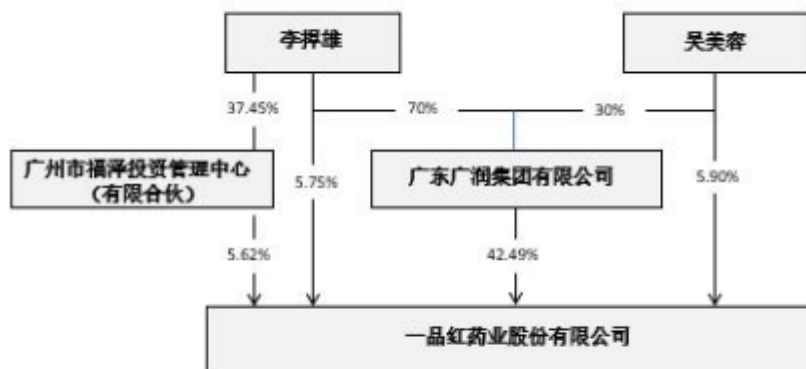 李捍雄
吴美容
37.45%
70%
30%
广州市福泽投资管理中心
（有限合伙）
5.75%
广东广润集团有限公司
5.90%
5.62%
42.49%
一品红药业股份有限公司